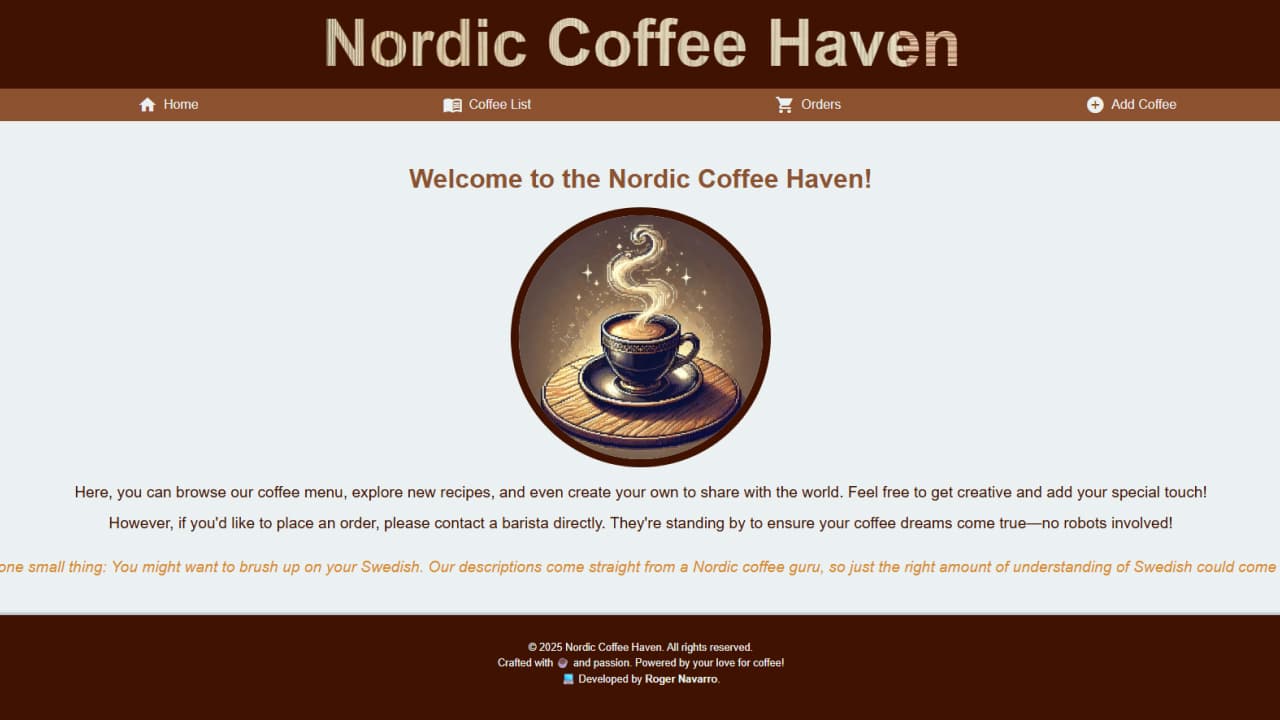 Nordic Coffee Haven
Home
Coffee List
Orders
Add Coffee
Welcome to the Nordic Coffee Haven!
Here, you can browse our coffee menu, explore new recipes, and even create your own to share with the world. Feel free to get creative and add your special touch!
However, if you'd like to place an order, please contact a barista directly. They're standing by to ensure your coffee dreams come true—no robots involved!
one small thing: You might want to brush up on your Swedish. Our descriptions come straight from a Nordic coffee guru, so just the right amount of understanding of Swedish could come
© 2025 Nordic Coffee Haven. All rights reserved.
Crafted with and passion. Powered by your love for coffee!
Developed by Roger Navarro.